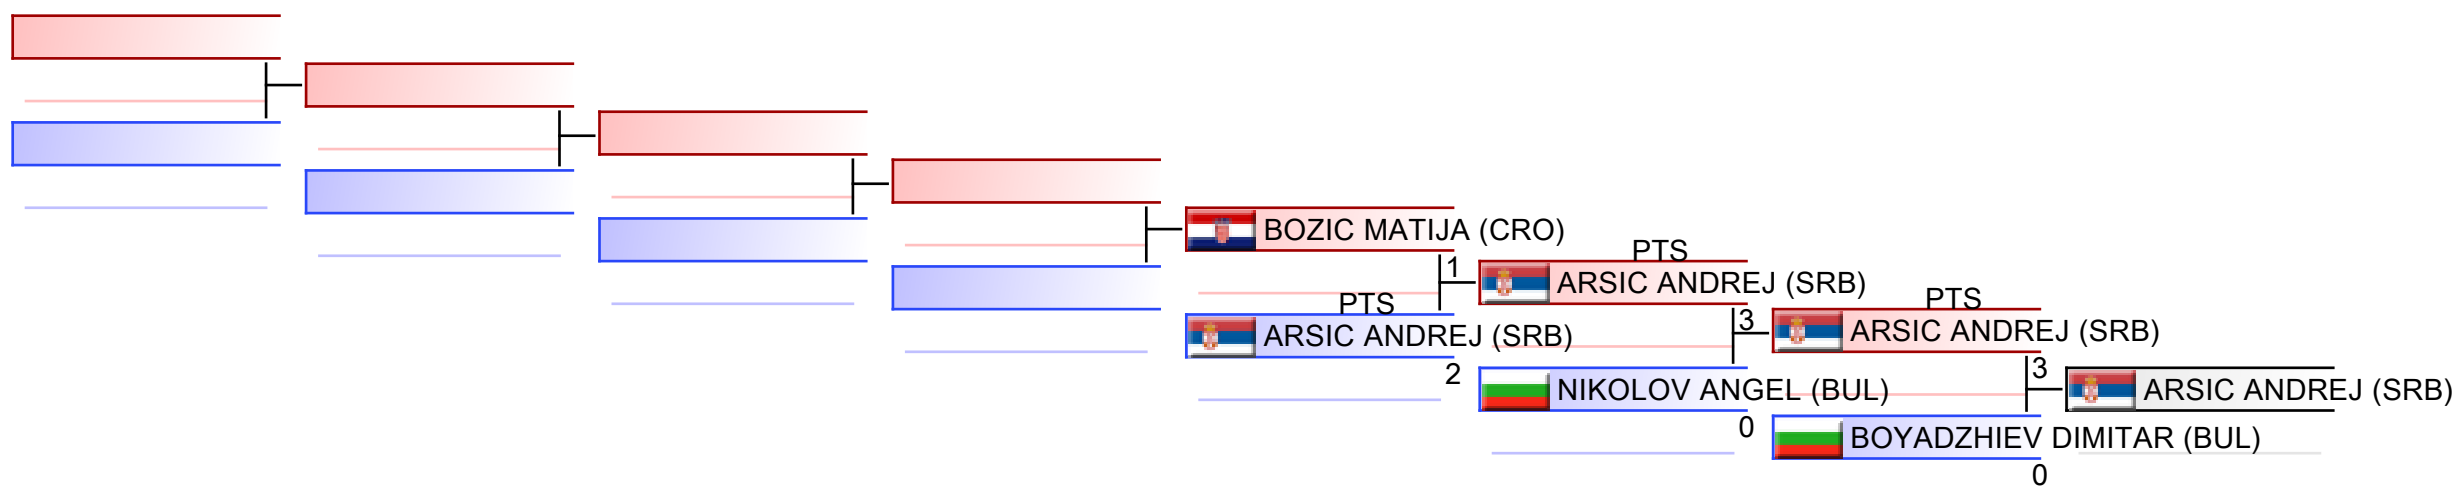 BOZIC MATIJA (CRO)
1
PTS
ARSIC ANDREJ (SRB)
2
PTS
ARSIC ANDREJ (SRB)
3
NIKOLOV ANGEL (BUL)
0
PTS
ARSIC ANDREJ (SRB)
3
BOYADZHIEV DIMITAR (BUL)
0
ARSIC ANDREJ (SRB)